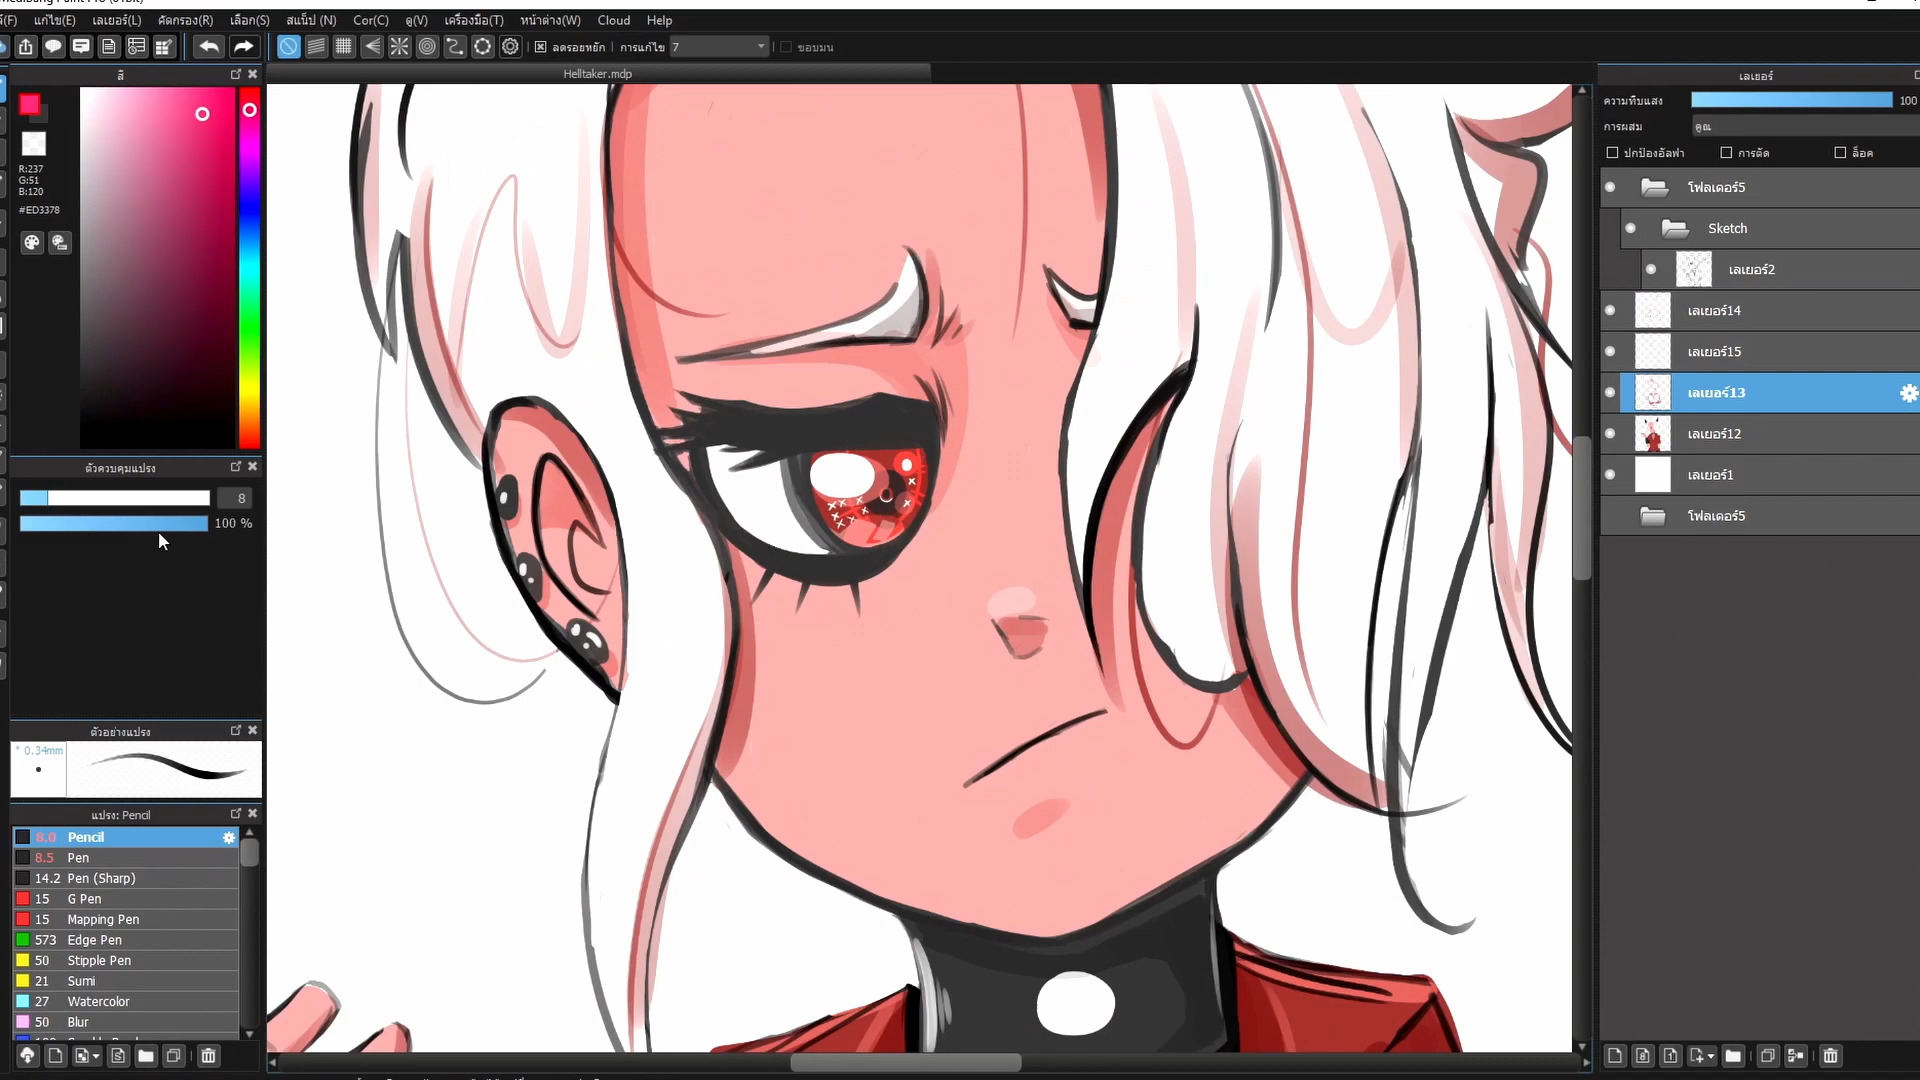 แก้ไข(E) เลเยอร์(L) คัดกรอง(R) เลือก(S) สแน็ป (N) Cor(C) ดู(V) เครื่องมือ(T) หน้าต่าง(W) Cloud Help
ลดรอยหยัก การแก้ไข 7 ขอบมน
Helltaker.mdp
สี
R:237
G:51
B:120
#ED3378
ตัวควบคุมแปรง
8
100 %
ตัวอย่างแปรง
* 0.34mm
แปรง: Pencil
8.0 Pencil
8.5 Pen
14.2 Pen (Sharp)
15 G Pen
15 Mapping Pen
573 Edge Pen
50 Stipple Pen
21 Sumi
27 Watercolor
50 Blur
เลเยอร์
ความทึบแสง 100
การผสม คูณ
ปกป้องอัลฟา การตัด ล็อค
โฟลเดอร์5
Sketch
เลเยอร์2
เลเยอร์14
เลเยอร์15
เลเยอร์13
เลเยอร์12
เลเยอร์1
โฟลเดอร์5